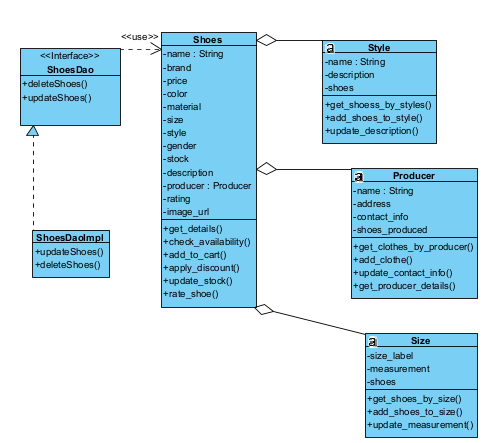 <<use>>
<<Interface>>
ShoesDao
+deleteShoes()
+updateShoes()
ShoesDaoImpl
+updateShoes()
+deleteShoes()
Shoes
-name : String
-brand
-price
-color
-material
-size
-style
-gender
-stock
-description
-producer : Producer
-rating
-image_url
+get_details()
+check_availability()
+add_to_cart()
+apply_discount()
+update_stock()
+rate_shoe()
a
Style
-name : String
-description
-shoes
+get_shoess_by_styles()
+add_shoes_to_style()
+update_description()
a
Producer
-name : String
-address
-contact_info
-shoes_produced
+get_clothes_by_producer()
+add_clothe()
+update_contact_info()
+get_producer_details()
a
Size
-size_label
-measurement
-shoes
+get_shoes_by_size()
+add_shoes_to_size()
+update_measurement()